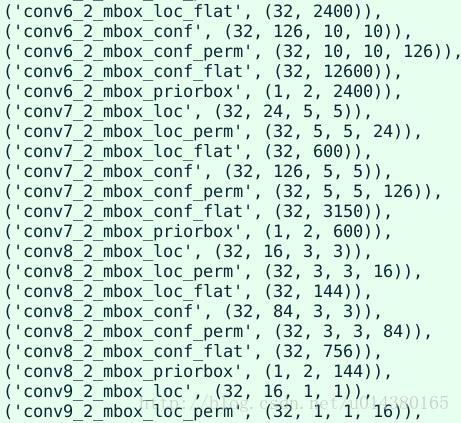 ('conv6_2_mbox_loc_flat', (32, 2400)),
('conv6_2_mbox_conf', (32, 126, 10, 10)),
('conv6_2_mbox_conf_perm', (32, 10, 10, 126)),
('conv6_2_mbox_conf_flat', (32, 12600)),
('conv6_2_mbox_priorbox', (1, 2, 2400)),
('conv7_2_mbox_loc', (32, 24, 5, 5)),
('conv7_2_mbox_loc_perm', (32, 5, 5, 24)),
('conv7_2_mbox_loc_flat', (32, 600)),
('conv7_2_mbox_conf', (32, 126, 5, 5)),
('conv7_2_mbox_conf_perm', (32, 5, 5, 126)),
('conv7_2_mbox_conf_flat', (32, 3150)),
('conv7_2_mbox_priorbox', (1, 2, 600)),
('conv8_2_mbox_loc', (32, 16, 3, 3)),
('conv8_2_mbox_loc_perm', (32, 3, 3, 16)),
('conv8_2_mbox_loc_flat', (32, 144)),
('conv8_2_mbox_conf', (32, 84, 3, 3)),
('conv8_2_mbox_conf_perm', (32, 3, 3, 84)),
('conv8_2_mbox_conf_flat', (32, 756)),
('conv8_2_mbox_priorbox', (1, 2, 144)),
('conv9_2_mbox_loc', (32, 16, 1, 1)),
('conv9_2_mbox_loc_perm', (32, 1, 1, 16)),
http://blog.csdn.net/u014380165